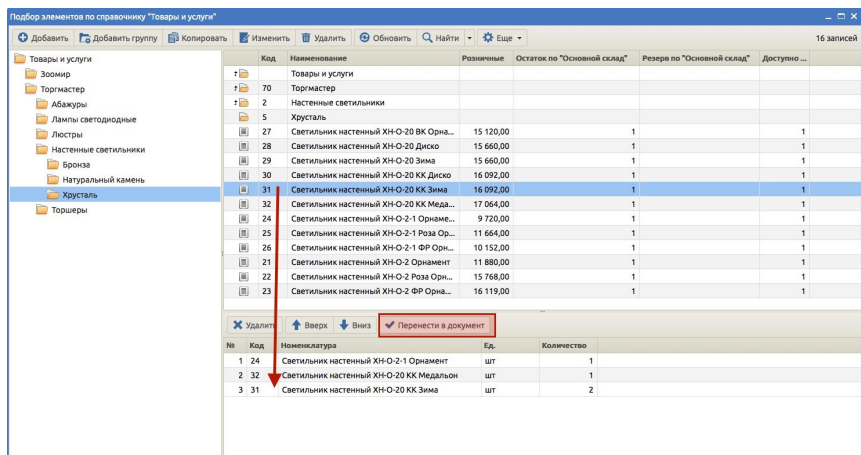 Подбор элементов по справочнику "Товары и услуги"
Добавить Добавить группу Копировать Изменить Удалить Обновить Найти Еще 16 записей
Товары и услуги
Зоомир
Торгмастер
Абажуры
Лампы светодиодные
Люстры
Настенные светильники
Бронза
Натуральный камень
Хрусталь
Торшеры
Код Наименование Розничные Остаток по "Основной склад" Резерв по "Основной склад" Доступно ...
Товары и услуги
70 Торгмастер
2 Настенные светильники
5 Хрусталь
27 Светильник настенный ХН-О-20 ВК Орна... 15 120,00 1 1
28 Светильник настенный ХН-О-20 Диско 15 660,00 1 1
29 Светильник настенный ХН-О-20 Зима 15 660,00 1 1
30 Светильник настенный ХН-О-20 КК Диско 16 092,00 1 1
31 Светильник настенный ХН-О-20 КК Зима 16 092,00 1 1
32 Светильник настенный ХН-О-20 КК Меда... 17 064,00 1 1
24 Светильник настенный ХН-О-2-1 Орнаме... 9 720,00 1 1
25 Светильник настенный ХН-О-2-1 Роза Ор... 11 664,00 1 1
26 Светильник настенный ХН-О-2-1 ФР Орн... 10 152,00 1 1
21 Светильник настенный ХН-О-2 Орнамент 11 880,00 1 1
22 Светильник настенный ХН-О-2 Роза Орн... 15 768,00 1 1
23 Светильник настенный ХН-О-2 ФР Орна... 16 119,00 1 1
Удалить Вверх Вниз Перенести в документ
№ Код Номенклатура Ед. Количество
1 24 Светильник настенный ХН-О-2-1 Орнамент шт 1
2 32 Светильник настенный ХН-О-20 КК Медальон шт 1
3 31 Светильник настенный ХН-О-20 КК Зима шт 2